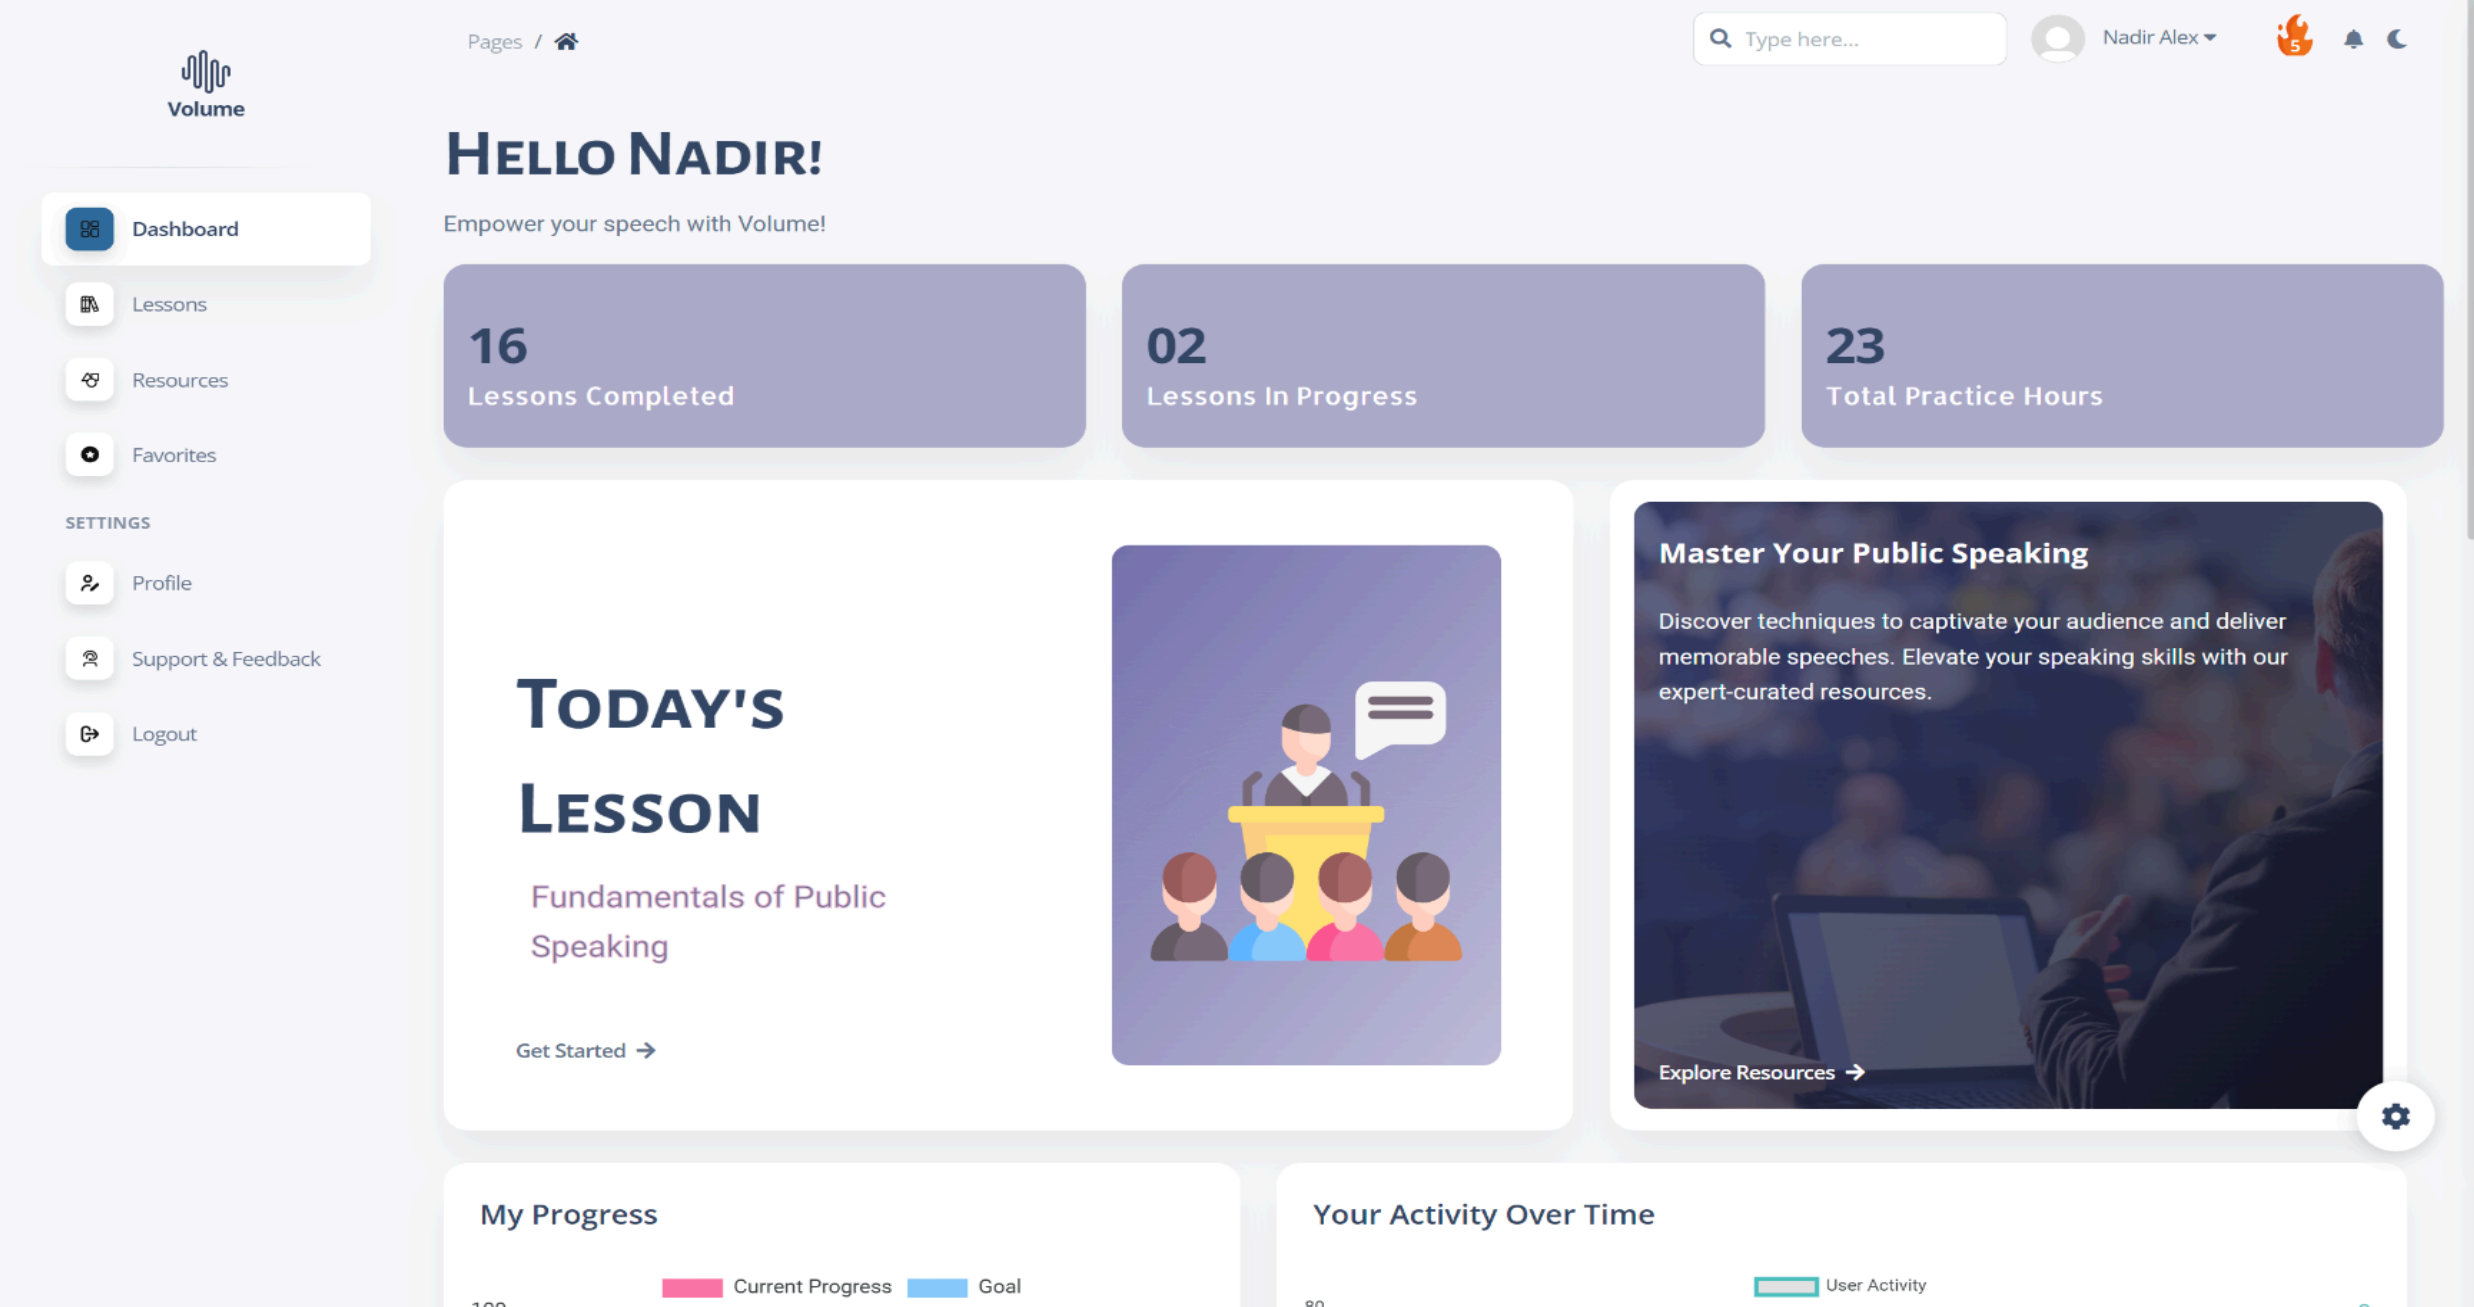 Pages /
Type here...
Nadir Alex
5
Volume
Hello Nadir!
Empower your speech with Volume!
Dashboard
Lessons
Resources
Favorites
SETTINGS
Profile
Support & Feedback
Logout
16
Lessons Completed
02
Lessons In Progress
23
Total Practice Hours
Today's
Lesson
Fundamentals of Public
Speaking
Get Started
Master Your Public Speaking
Discover techniques to captivate your audience and deliver
memorable speeches. Elevate your speaking skills with our
expert-curated resources.
Explore Resources
My Progress
Current Progress
Goal
100
Your Activity Over Time
User Activity
80